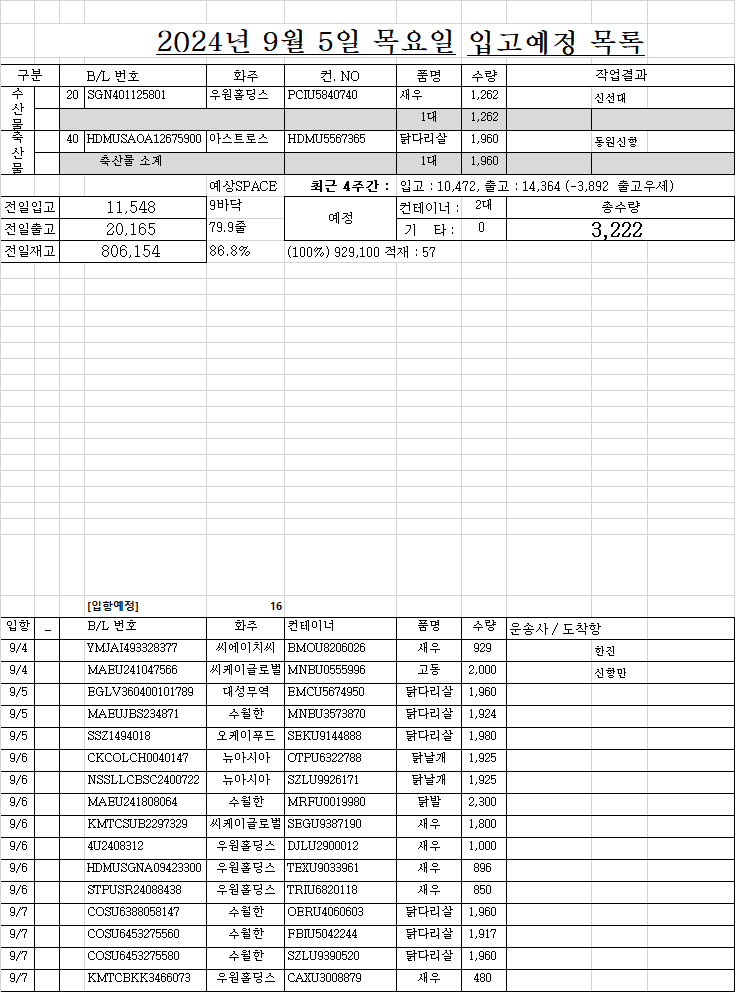 2024년 9월 5일 목요일 입고예정 목록
구분 B/L 번호 화주 컨. NO 품명 수량 작업결과
수산물 20 SGN401125801 우원홀딩스 PCIU5840740 새우 1,262 신선대
1대 1,262
축산물 40 HDMUSAOA12675900 아스트로스 HDMU5567365 닭다리살 1,960 동원신항
축산물 소계 1대 1,960
예상SPACE 최근 4주간 : 입고 : 10,472, 출고 : 14,364 (-3,892 출고우세)
전일입고 11,548 9바닥 예정 컨테이너 : 2대 총수량
전일출고 20,165 79.9줄 기 타 : 0 3,222
전일재고 806,154 86.8% (100%) 929,100 적재 : 57
[입항예정] 16
입항 _ B/L 번호 화주 컨테이너 품명 수량 운송사 / 도착항
9/4 YMJAI493328377 씨에이치씨 BMOU8206026 새우 929 한진
9/4 MAEU241047566 씨케이글로벌 MNBU0555996 고등 2,000 신항만
9/5 EGLV360400101789 대성무역 EMCU5674950 닭다리살 1,960
9/5 MAEUJBS234871 수월한 MNBU3573870 닭다리살 1,924
9/5 SSZ1494018 오케이푸드 SEKU9144888 닭다리살 1,980
9/6 CKCOLCH0040147 뉴아시아 OTPU6322788 닭날개 1,925
9/6 NSSLLCBSC2400722 뉴아시아 SZLU9926171 닭날개 1,925
9/6 MAEU241808064 수월한 MRFU0019980 닭발 2,300
9/6 KMTCSUB2297329 씨케이글로벌 SEGU9387190 새우 1,800
9/6 4U2408312 우원홀딩스 DJLU2900012 새우 1,000
9/6 HDMUSGNA09423300 우원홀딩스 TEXU9033961 새우 896
9/6 STPUSR24088438 우원홀딩스 TRIU6820118 새우 850
9/7 COSU6388058147 수월한 OERU4060603 닭다리살 1,960
9/7 COSU6453275560 수월한 FBIU5042244 닭다리살 1,917
9/7 COSU6453275580 수월한 SZLU9390520 닭다리살 1,960
9/7 KMTCBKK3466073 우원홀딩스 CAXU3008879 새우 480